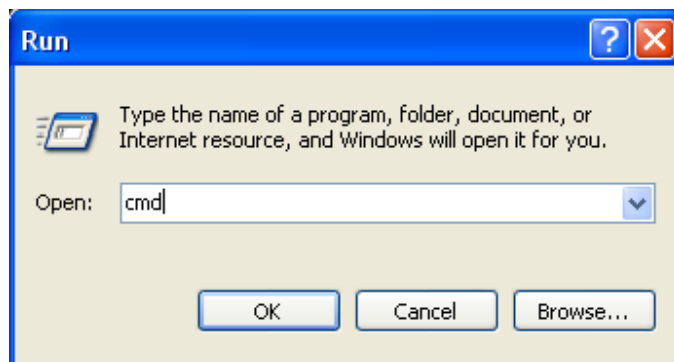 Run
Type the name of a program, folder, document, or
Internet resource, and Windows will open it for you.
Open: cmd
OK Cancel Browse...